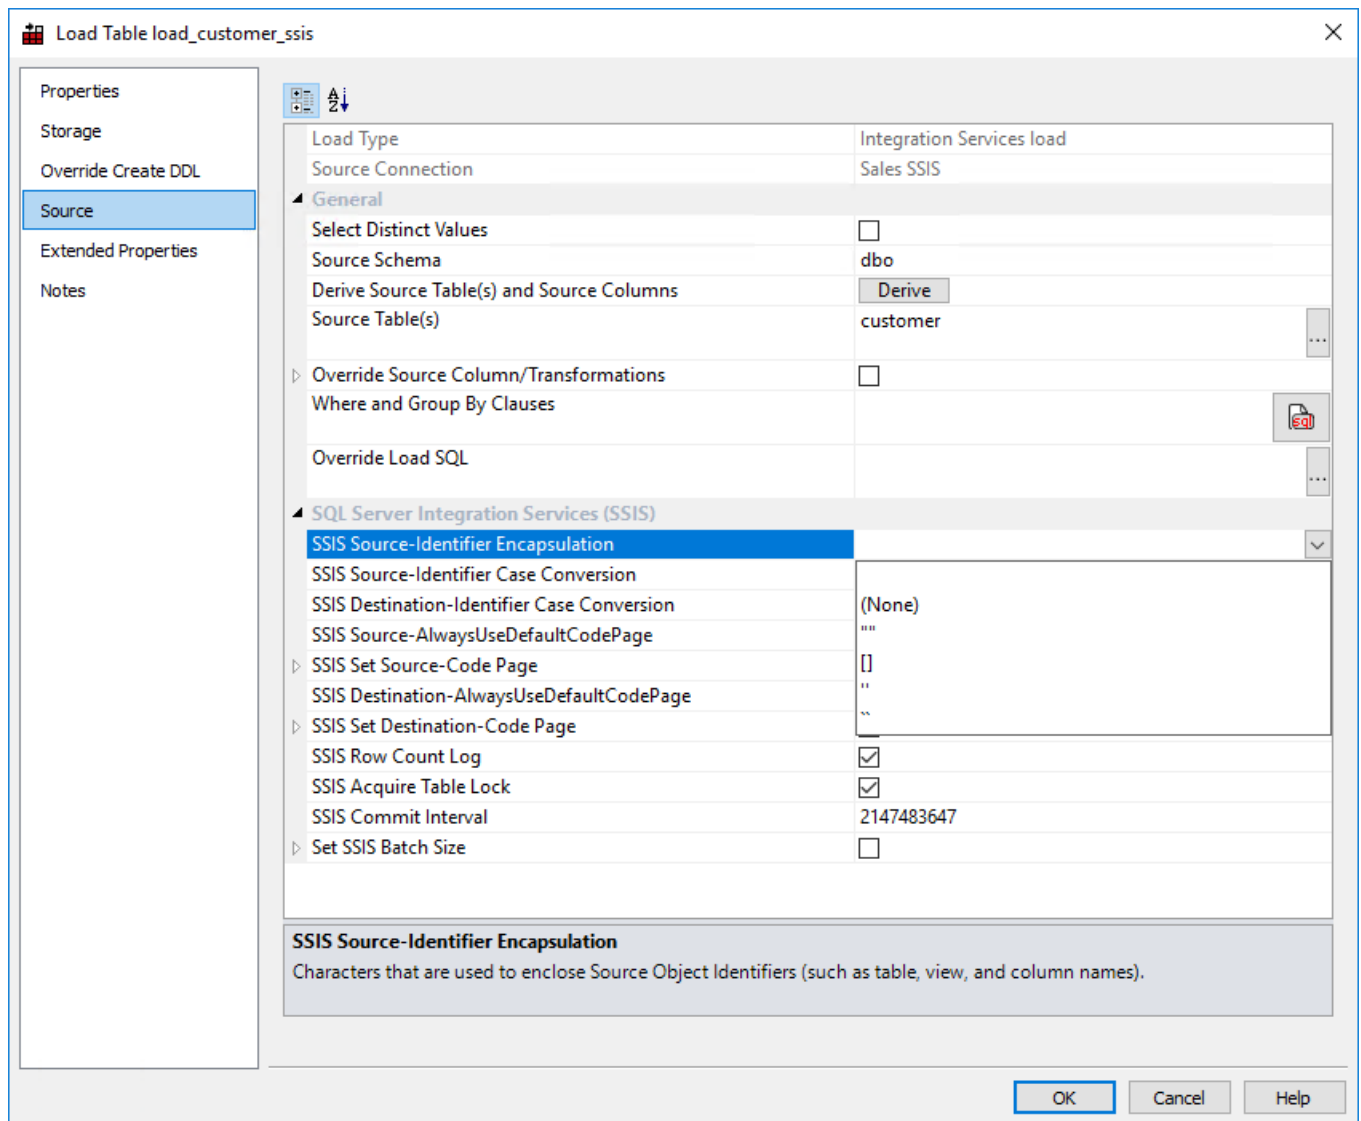 Load Table load_customer_ssis
Properties
Storage
Override Create DDL
Source
Extended Properties
Notes
Load Type Integration Services load
Source Connection Sales SSIS
General
Select Distinct Values
Source Schema dbo
Derive Source Table(s) and Source Columns Derive
Source Table(s) customer
...
Override Source Column/Transformations
Where and Group By Clauses
sql
Override Load SQL
...
SQL Server Integration Services (SSIS)
SSIS Source-Identifier Encapsulation
SSIS Source-Identifier Case Conversion
SSIS Destination-Identifier Case Conversion (None)
SSIS Source-AlwaysUseDefaultCodePage ""
SSIS Set Source-Code Page []
SSIS Destination-AlwaysUseDefaultCodePage ''
SSIS Set Destination-Code Page ``
SSIS Row Count Log
SSIS Acquire Table Lock
SSIS Commit Interval 2147483647
Set SSIS Batch Size
SSIS Source-Identifier Encapsulation
Characters that are used to enclose Source Object Identifiers (such as table, view, and column names).
OK Cancel Help